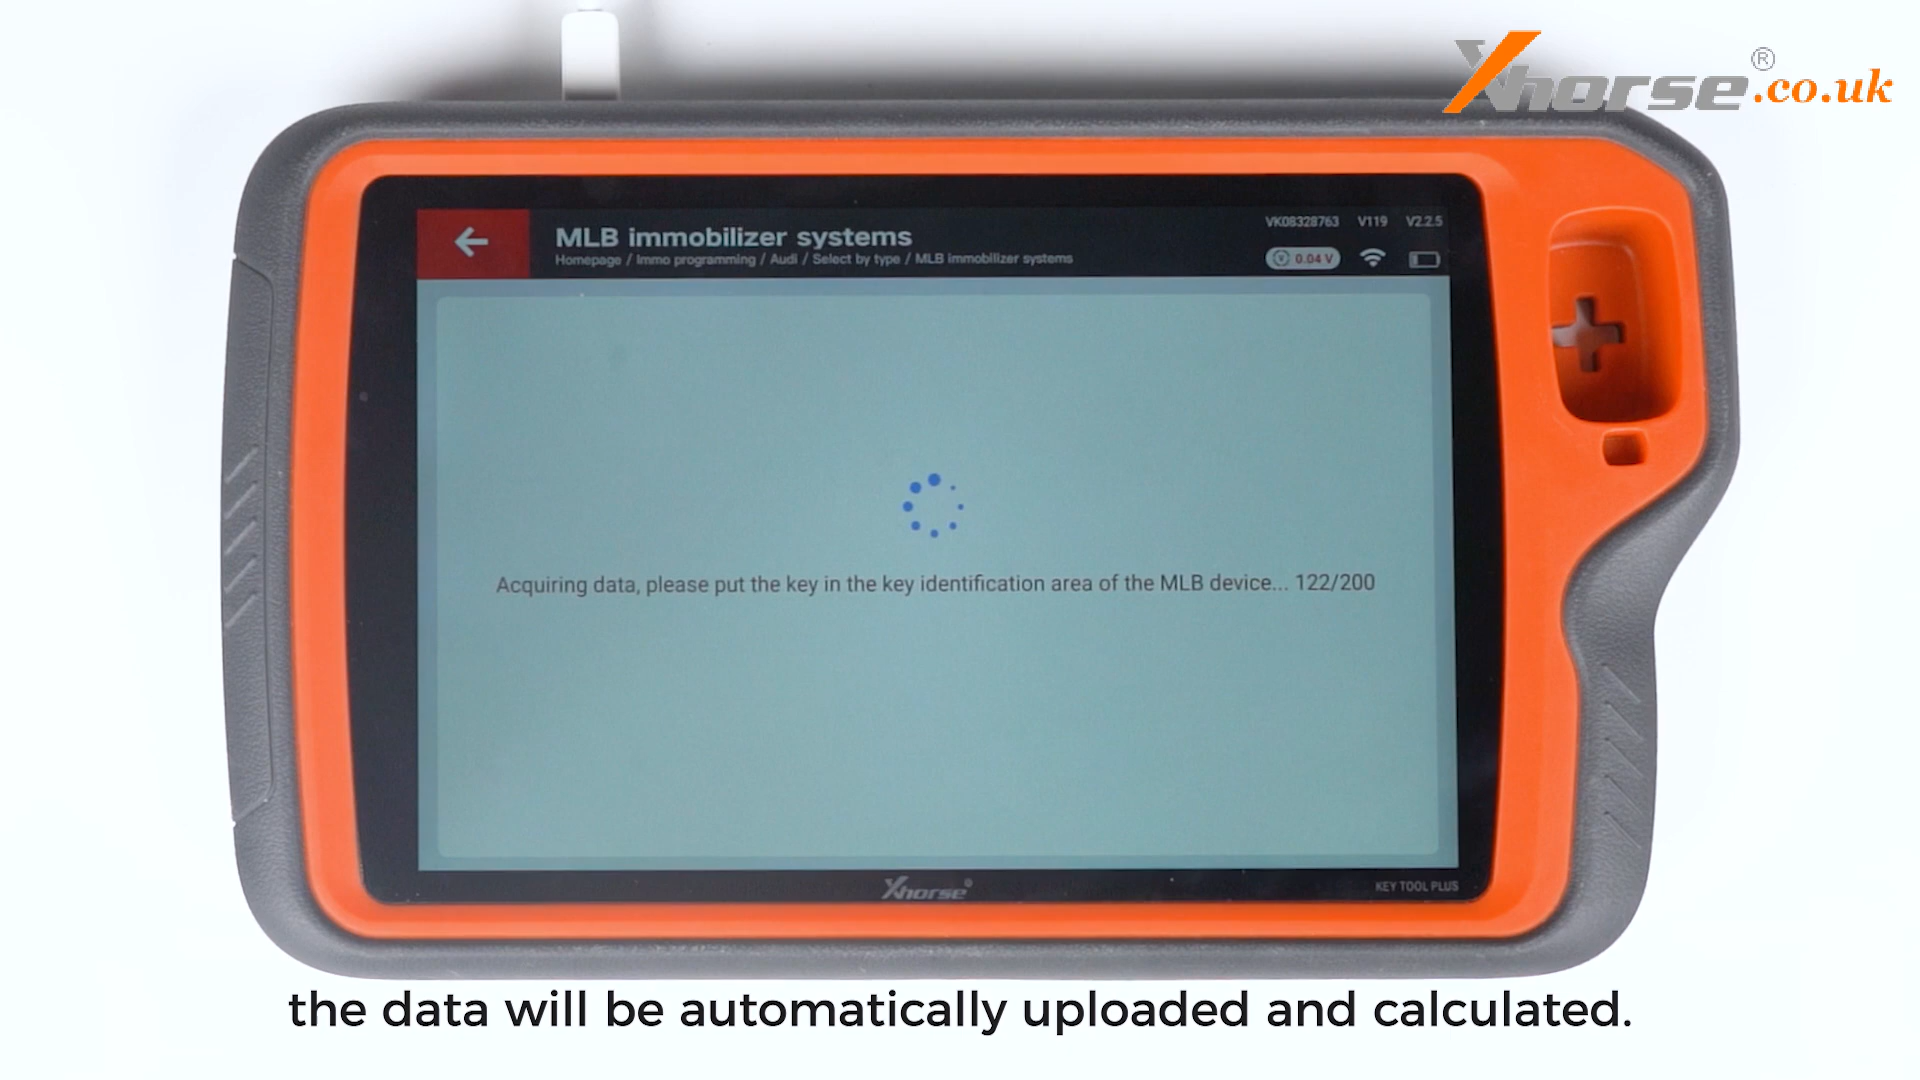 Xhorse®.co.uk
MLB immobilizer systems
Homepage / Immo programming / Audi / Select by type / MLB immobilizer systems
VK08328763 V119 V2.2.5
0.04 V
Acquiring data, please put the key in the key identification area of the MLB device... 122/200
Xhorse®
KEY TOOL PLUS
the data will be automatically uploaded and calculated.